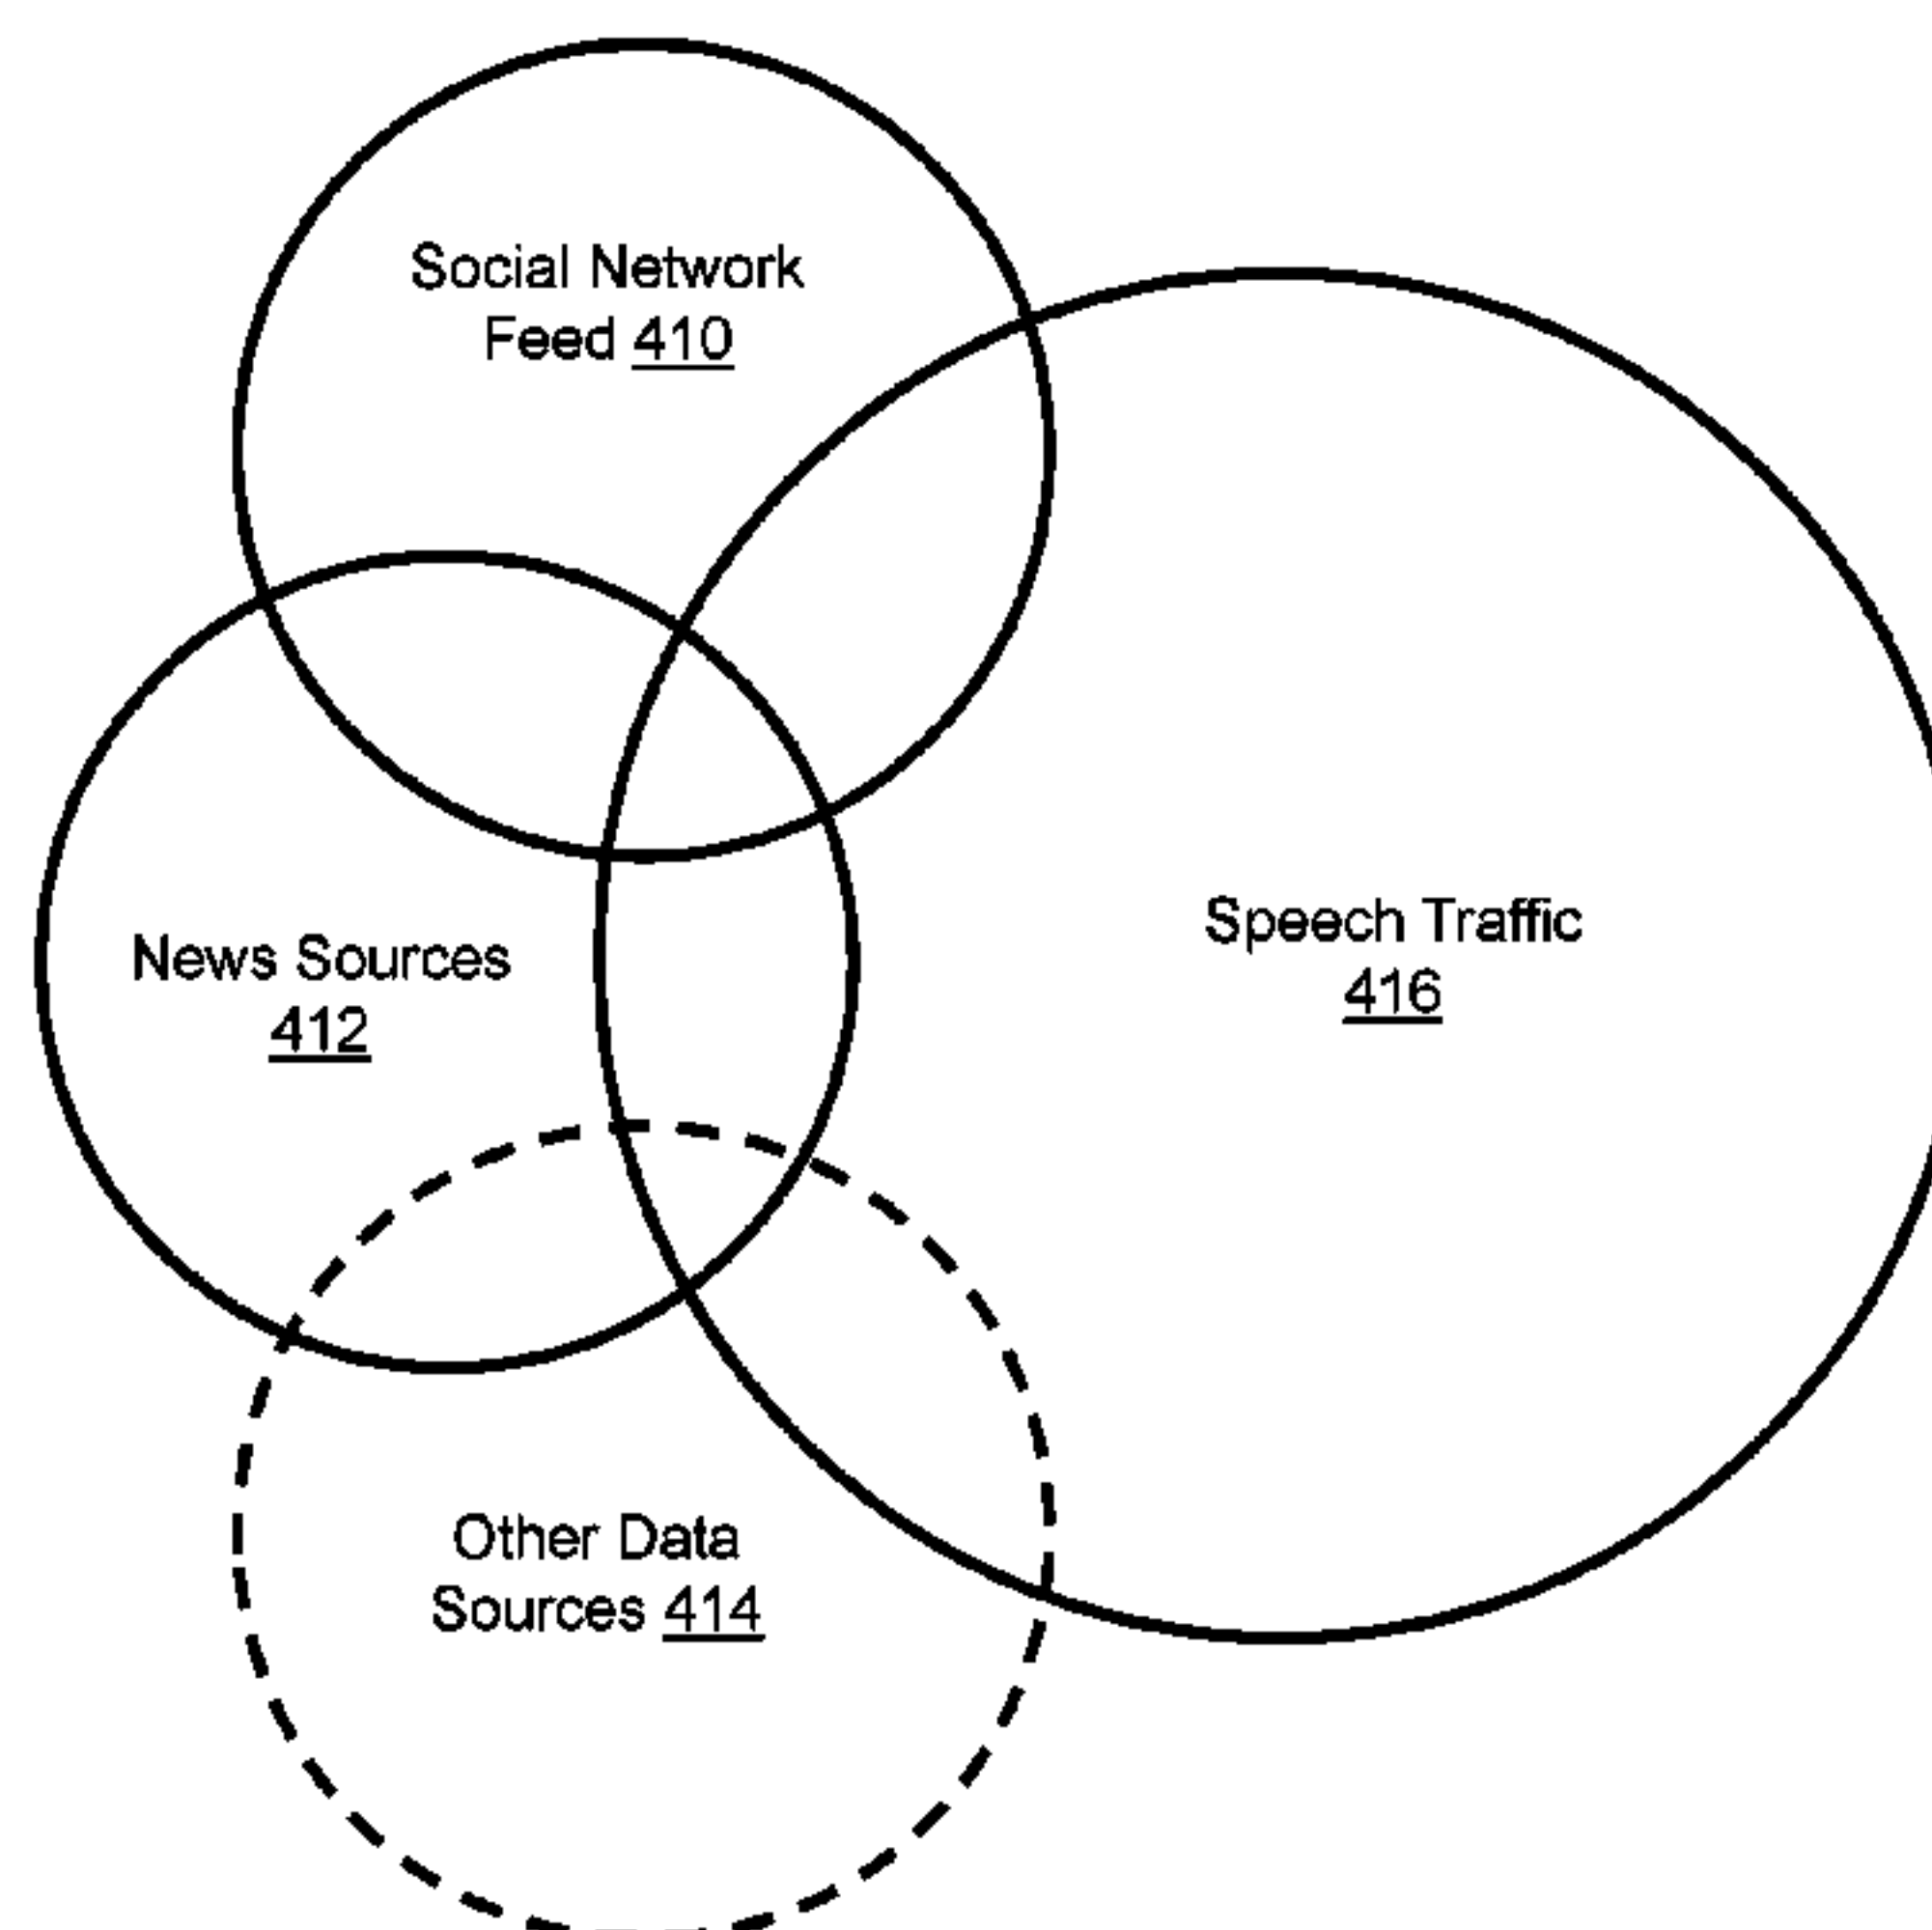 Social Network
Feed 410
Speech Traffic
416
News Sources
412
Other Data
Sources 414